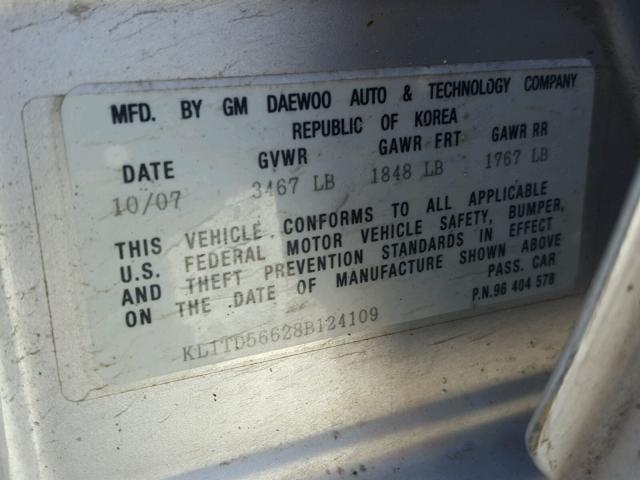 MFD. BY GM DAEWOO AUTO & TECHNOLOGY COMPANY
REPUBLIC OF KOREA
DATE GVWR GAWR FRT GAWR RR
10/07 3467 LB 1848 LB 1767 LB
THIS VEHICLE CONFORMS TO ALL APPLICABLE
U.S. FEDERAL MOTOR VEHICLE SAFETY, BUMPER,
AND THEFT PREVENTION STANDARDS IN EFFECT
ON THE DATE OF MANUFACTURE SHOWN ABOVE
PASS. CAR
P.N.96 404 578
KL1TD56628B124109